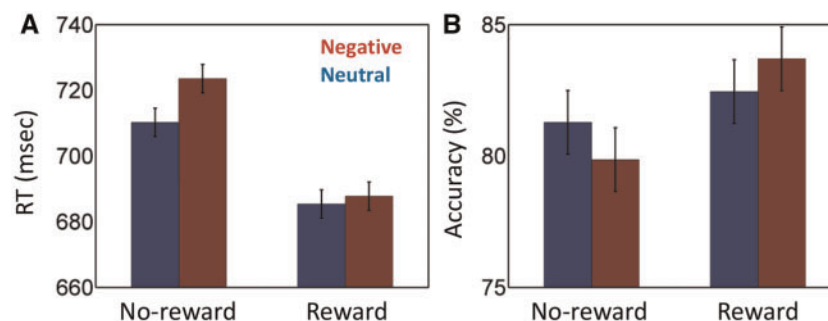 A
740
720
700
680
660
RT (msec)
Negative
Neutral
No-reward
Reward
B
85
80
75
Accuracy (%)
No-reward
Reward